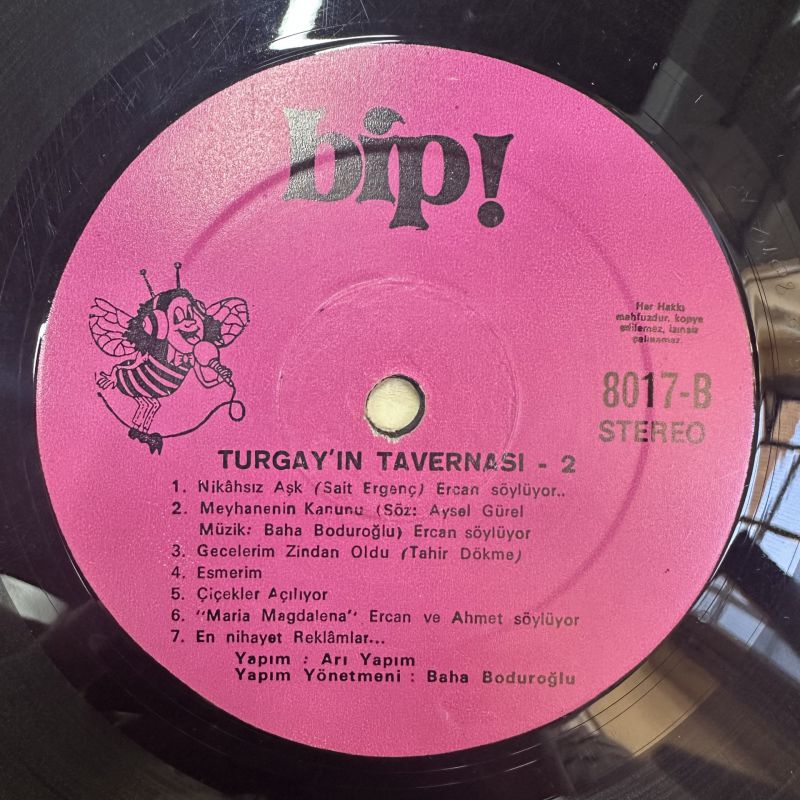 bip!
Her Hakkı
mahfuzdur, kopye
edilemez, izinsiz
çalınamaz.
8017-B
STEREO
TURGAY'IN TAVERNASI - 2
1. Nikâhsız Aşk (Sait Ergenç) Ercan söylüyor..
2. Meyhanenin Kanunu (Söz: Aysel Gürel
Müzik: Baha Boduroğlu) Ercan söylüyor
3. Gecelerim Zindan Oldu (Tahir Dökme)
4. Esmerim
5. Çiçekler Açılıyor
6. "Maria Magdalena" Ercan ve Ahmet söylüyor
7. En nihayet Reklâmlar...
Yapım : Arı Yapım
Yapım Yönetmeni : Baha Boduroğlu